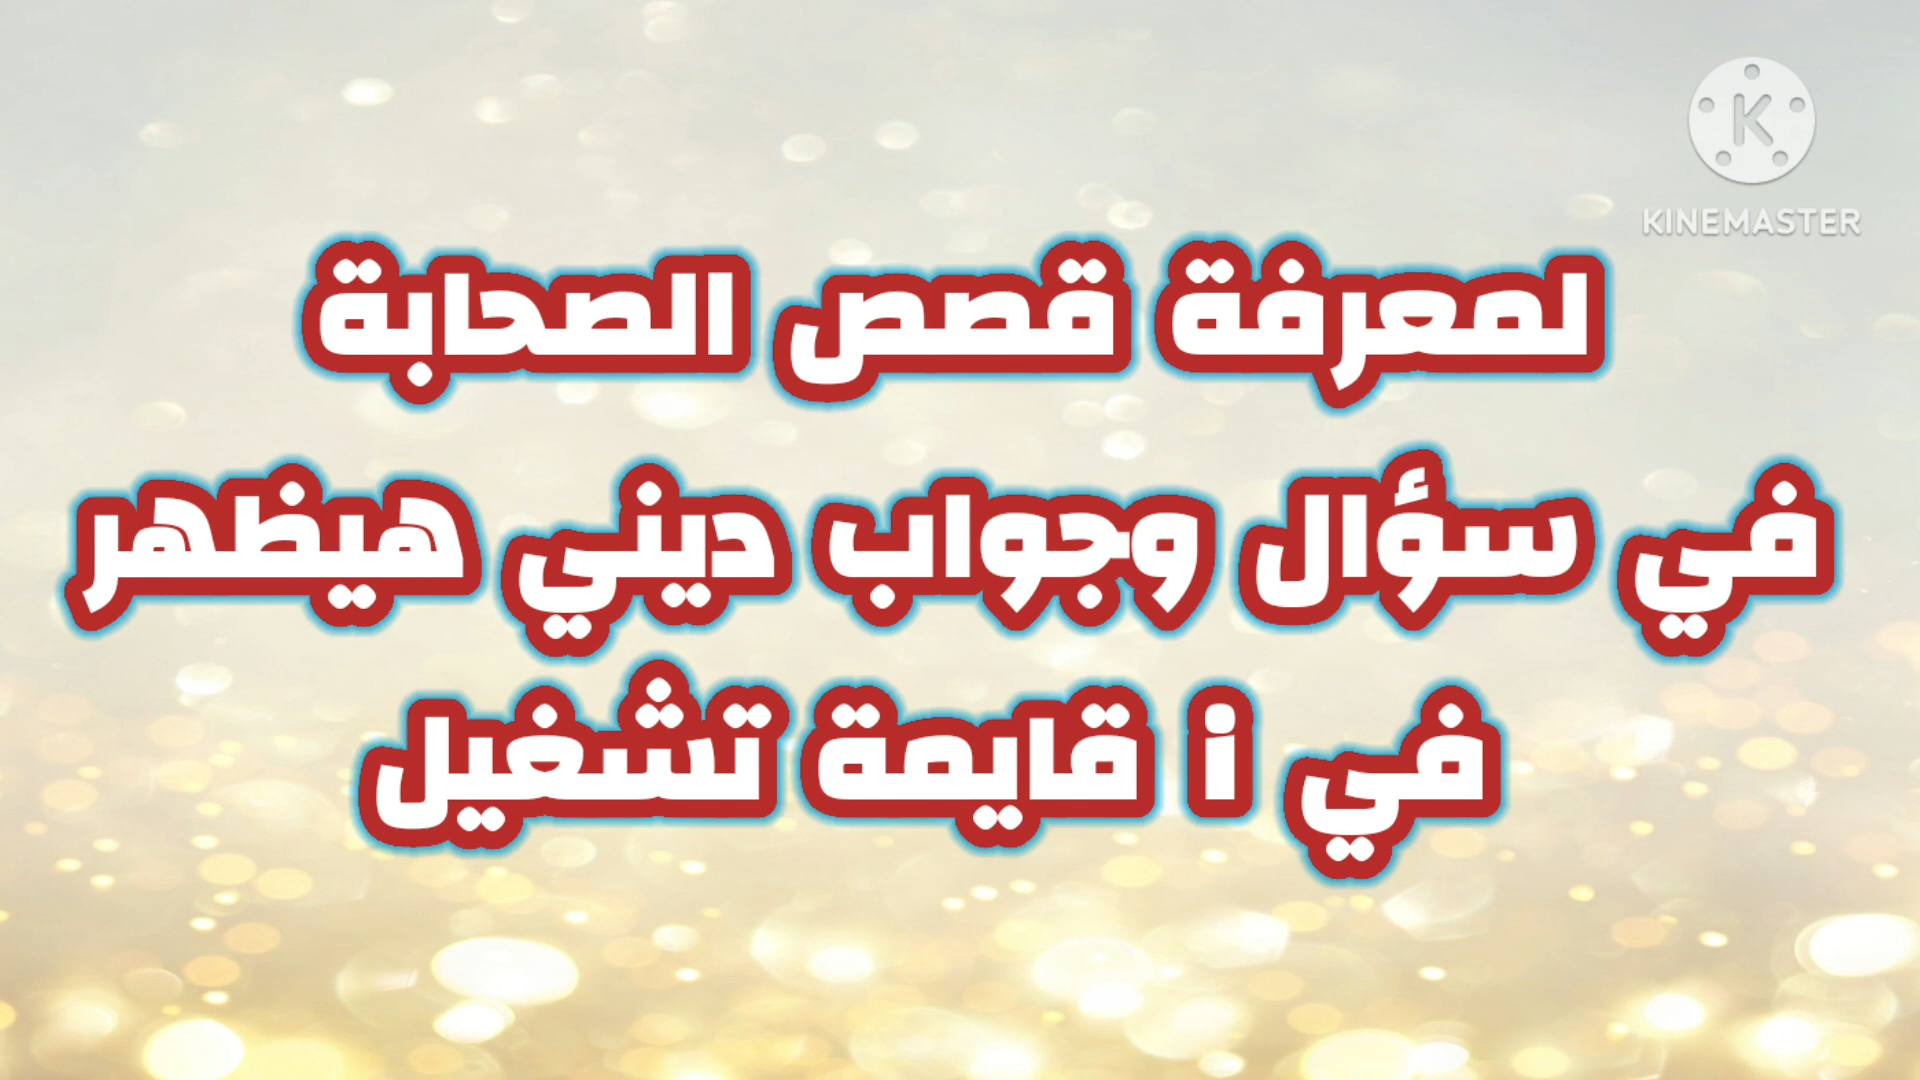 KINEMASTER
لمعرفة قصص الصحابة
في سؤال وجواب ديني هيظهر
في i قايمة تشغيل